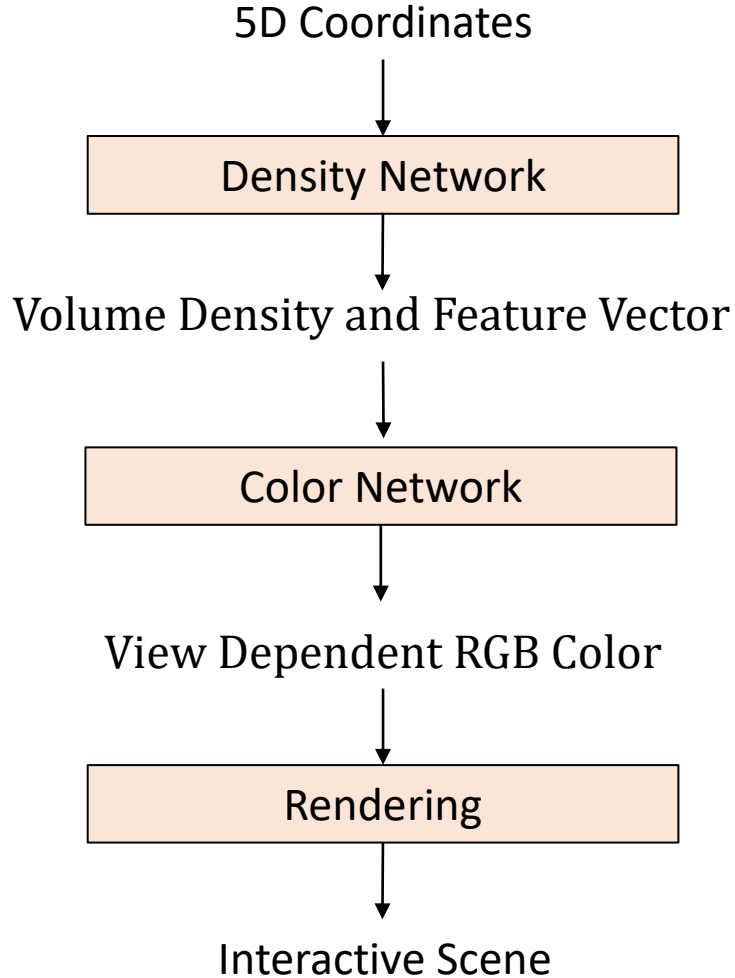 5D Coordinates
Density Network
Volume Density and Feature Vector
Color Network
View Dependent RGB Color
Rendering
Interactive Scene